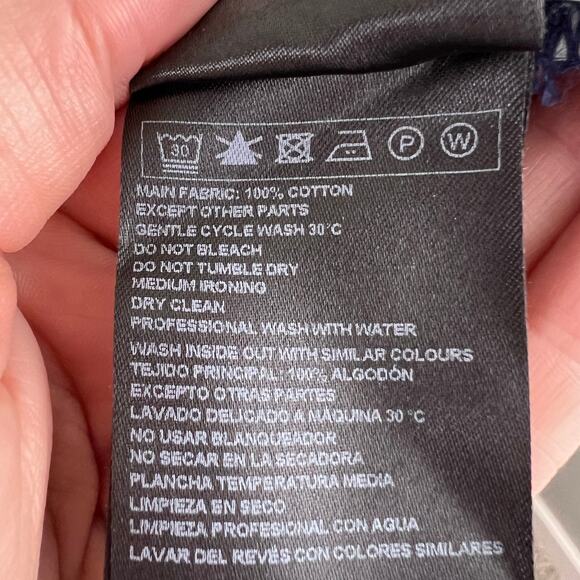 30 P W
MAIN FABRIC: 100% COTTON
EXCEPT OTHER PARTS
GENTLE CYCLE WASH 30°C
DO NOT BLEACH
DO NOT TUMBLE DRY
MEDIUM IRONING
DRY CLEAN
PROFESSIONAL WASH WITH WATER
WASH INSIDE OUT WITH SIMILAR COLOURS
TEJIDO PRINCIPAL: 100% ALGODÓN
EXCEPTO OTRAS PARTES
LAVADO DELICADO A MÁQUINA 30 °C
NO USAR BLANQUEADOR
NO SECAR EN LA SECADORA
PLANCHA TEMPERATURA MEDIA
LIMPIEZA EN SECO
LIMPIEZA PROFESIONAL CON AGUA
LAVAR DEL REVÉS CON COLORES SIMILARES